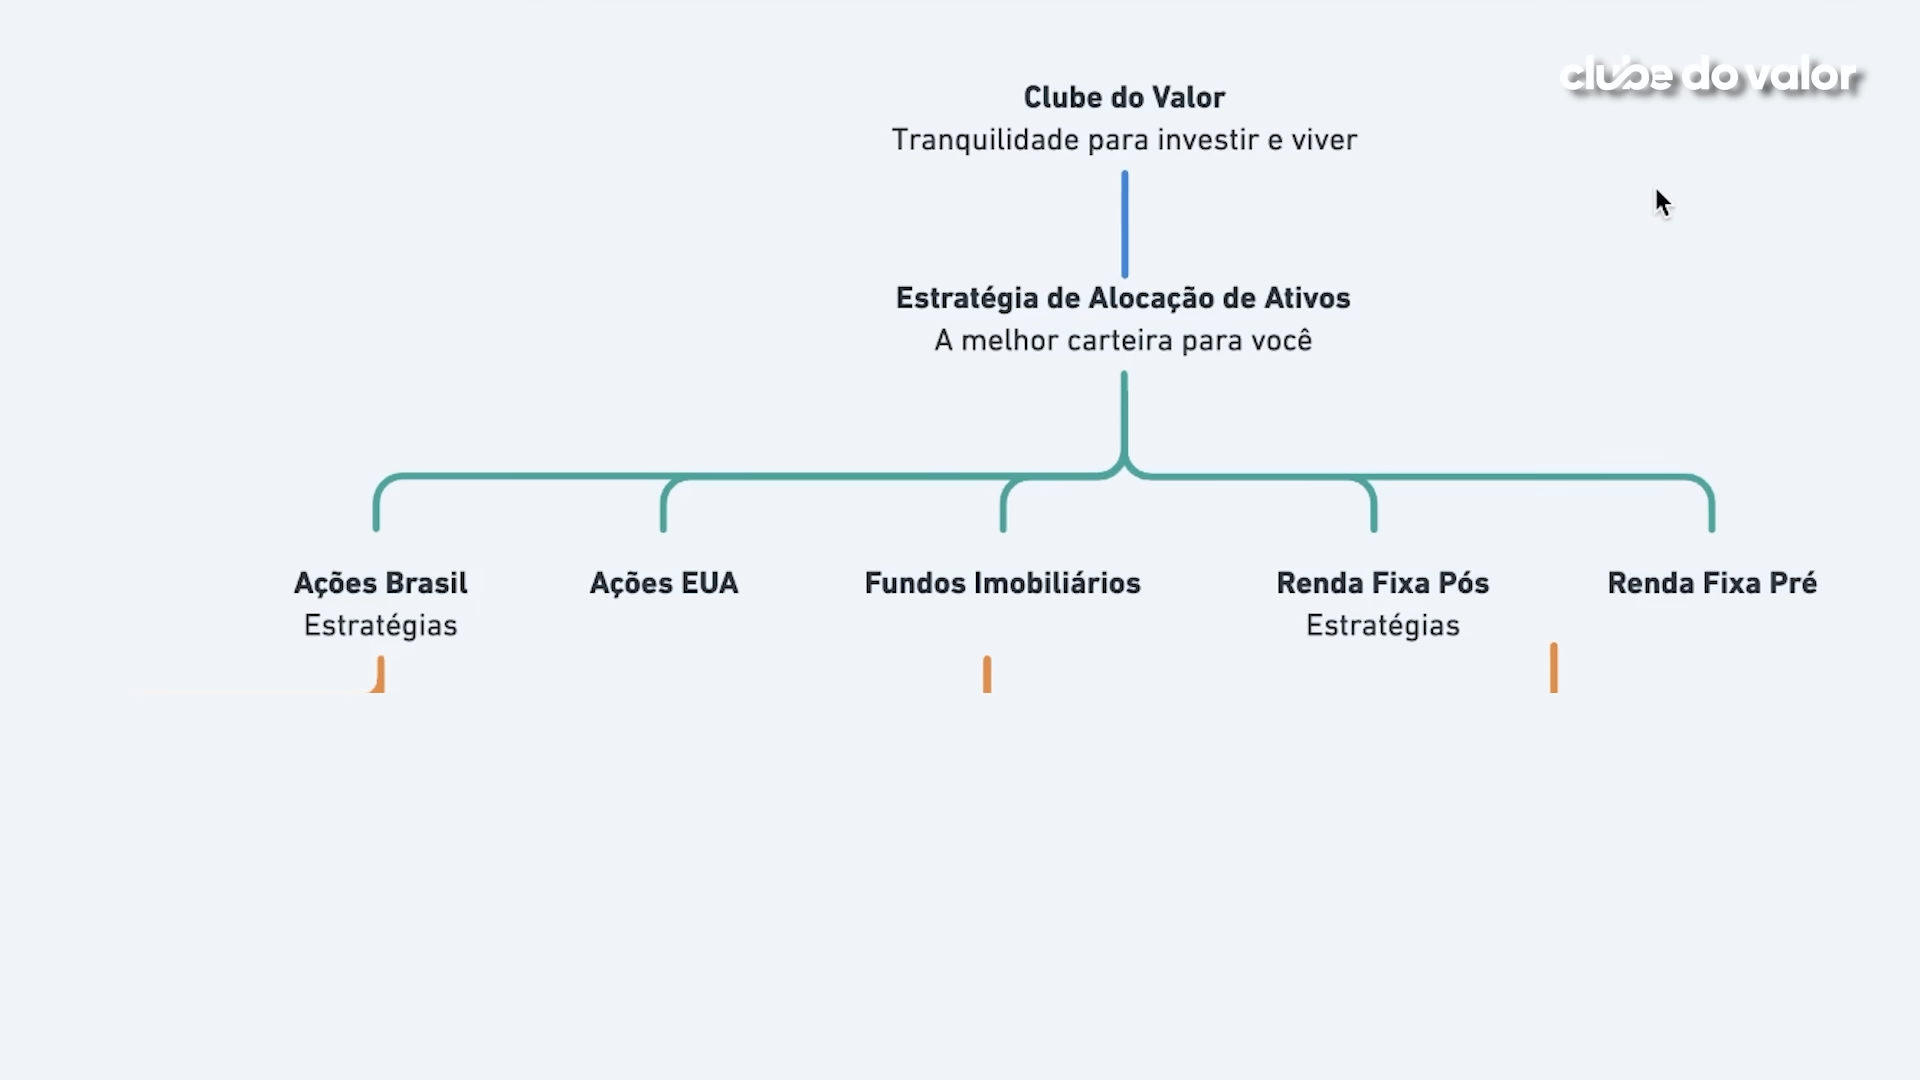 clube do valor
Clube do Valor
Tranquilidade para investir e viver
Estratégia de Alocação de Ativos
A melhor carteira para você
Ações Brasil
Estratégias
Ações EUA
Fundos Imobiliários
Renda Fixa Pós
Estratégias
Renda Fixa Pré